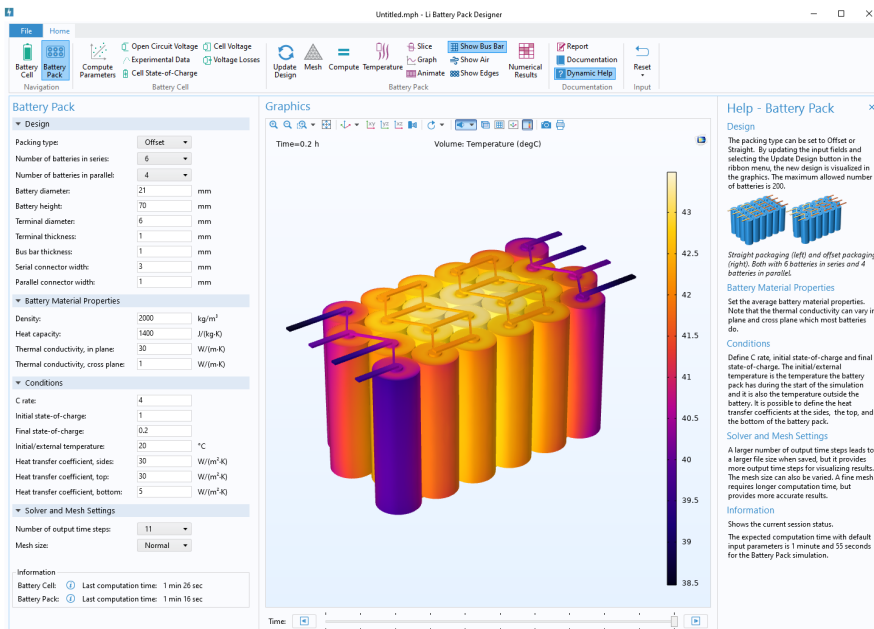 Untitled.mph - Li Battery Pack Designer
File Home
Battery Cell
Battery Pack
Compute Parameters
Open Circuit Voltage
Experimental Data
Cell State-of-Charge
Cell Voltage
Voltage Losses
Update Design
Mesh
Compute
Temperature
Slice
Graph
Animate
Show Bus Bar
Show Air
Show Edges
Numerical Results
Report
Documentation
Dynamic Help
Reset
Navigation
Battery Cell
Battery Pack
Documentation
Input
Battery Pack
Design
Packing type: Offset
Number of batteries in series: 6
Number of batteries in parallel: 4
Battery diameter: 21 mm
Battery height: 70 mm
Terminal diameter: 6 mm
Terminal thickness: 1 mm
Bus bar thickness: 1 mm
Serial connector width: 3 mm
Parallel connector width: 1 mm
Battery Material Properties
Density: 2000 kg/m³
Heat capacity: 1400 J/(kg·K)
Thermal conductivity, in plane: 30 W/(m·K)
Thermal conductivity, cross plane: 1 W/(m·K)
Conditions
C rate: 4
Initial state-of-charge: 1
Final state-of-charge: 0.2
Initial/external temperature: 20 °C
Heat transfer coefficient, sides: 30 W/(m²·K)
Heat transfer coefficient, top: 30 W/(m²·K)
Heat transfer coefficient, bottom: 5 W/(m²·K)
Solver and Mesh Settings
Number of output time steps: 11
Mesh size: Normal
Information
Battery Cell: Last computation time: 1 min 26 sec
Battery Pack: Last computation time: 1 min 16 sec
Graphics
Time=0.2 h
Volume: Temperature (degC)
43
42.5
42
41.5
41
40.5
40
39.5
39
38.5
Time:
Help - Battery Pack
Design
The packing type can be set to Offset or
Straight. By updating the input fields and
selecting the Update Design button in the
ribbon menu, the new design is visualized in
the graphics. The maximum allowed number
of batteries is 200.
Straight packaging (left) and offset packaging
(right). Both with 6 batteries in series and 4
batteries in parallel.
Battery Material Properties
Set the average battery material properties.
Note that the thermal conductivity can vary in
plane and cross plane which most batteries
do.
Conditions
Define C rate, initial state-of-charge and final
state-of-charge. The initial/external
temperature is the temperature the battery
pack has during the start of the simulation
and it is also the temperature outside the
battery. It is possible to define the heat
transfer coefficients at the sides, the top, and
the bottom of the battery pack.
Solver and Mesh Settings
A larger number of output time steps leads to
a larger file size when saved, but it provides
more output time steps for visualizing results.
The mesh size can also be varied. A fine mesh
requires longer computation time, but
provides more accurate results.
Information
Shows the current session status.
The expected computation time with default
input parameters is 1 minute and 55 seconds
for the Battery Pack simulation.